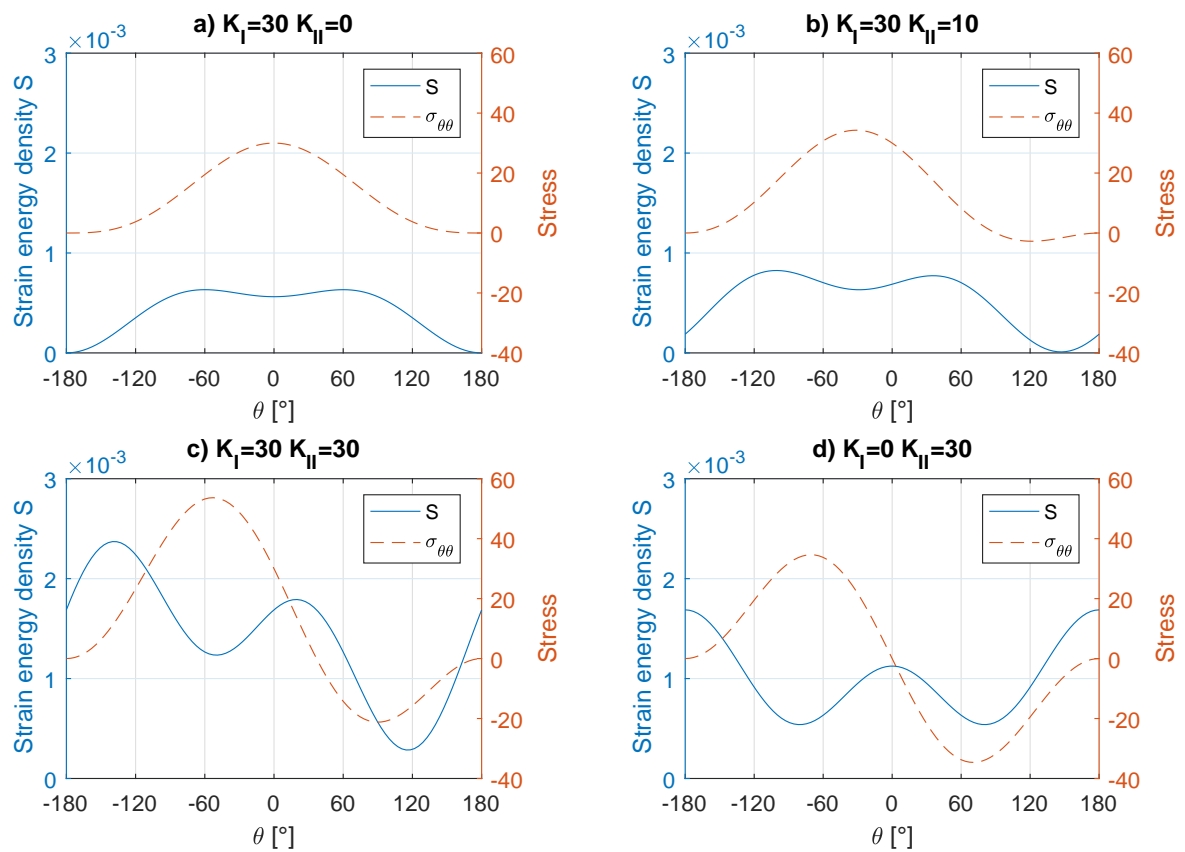 a) K_I=30 K_II=0
×10^-3
Strain energy density S
3
2
1
0
60
40
20
0
-20
-40
Stress
S
σ_θθ
-180 -120 -60 0 60 120 180
θ [°]
b) K_I=30 K_II=10
×10^-3
Strain energy density S
3
2
1
0
60
40
20
0
-20
-40
Stress
S
σ_θθ
-180 -120 -60 0 60 120 180
θ [°]
c) K_I=30 K_II=30
×10^-3
Strain energy density S
3
2
1
0
60
40
20
0
-20
-40
Stress
S
σ_θθ
-180 -120 -60 0 60 120 180
θ [°]
d) K_I=0 K_II=30
×10^-3
Strain energy density S
3
2
1
0
60
40
20
0
-20
-40
Stress
S
σ_θθ
-180 -120 -60 0 60 120 180
θ [°]